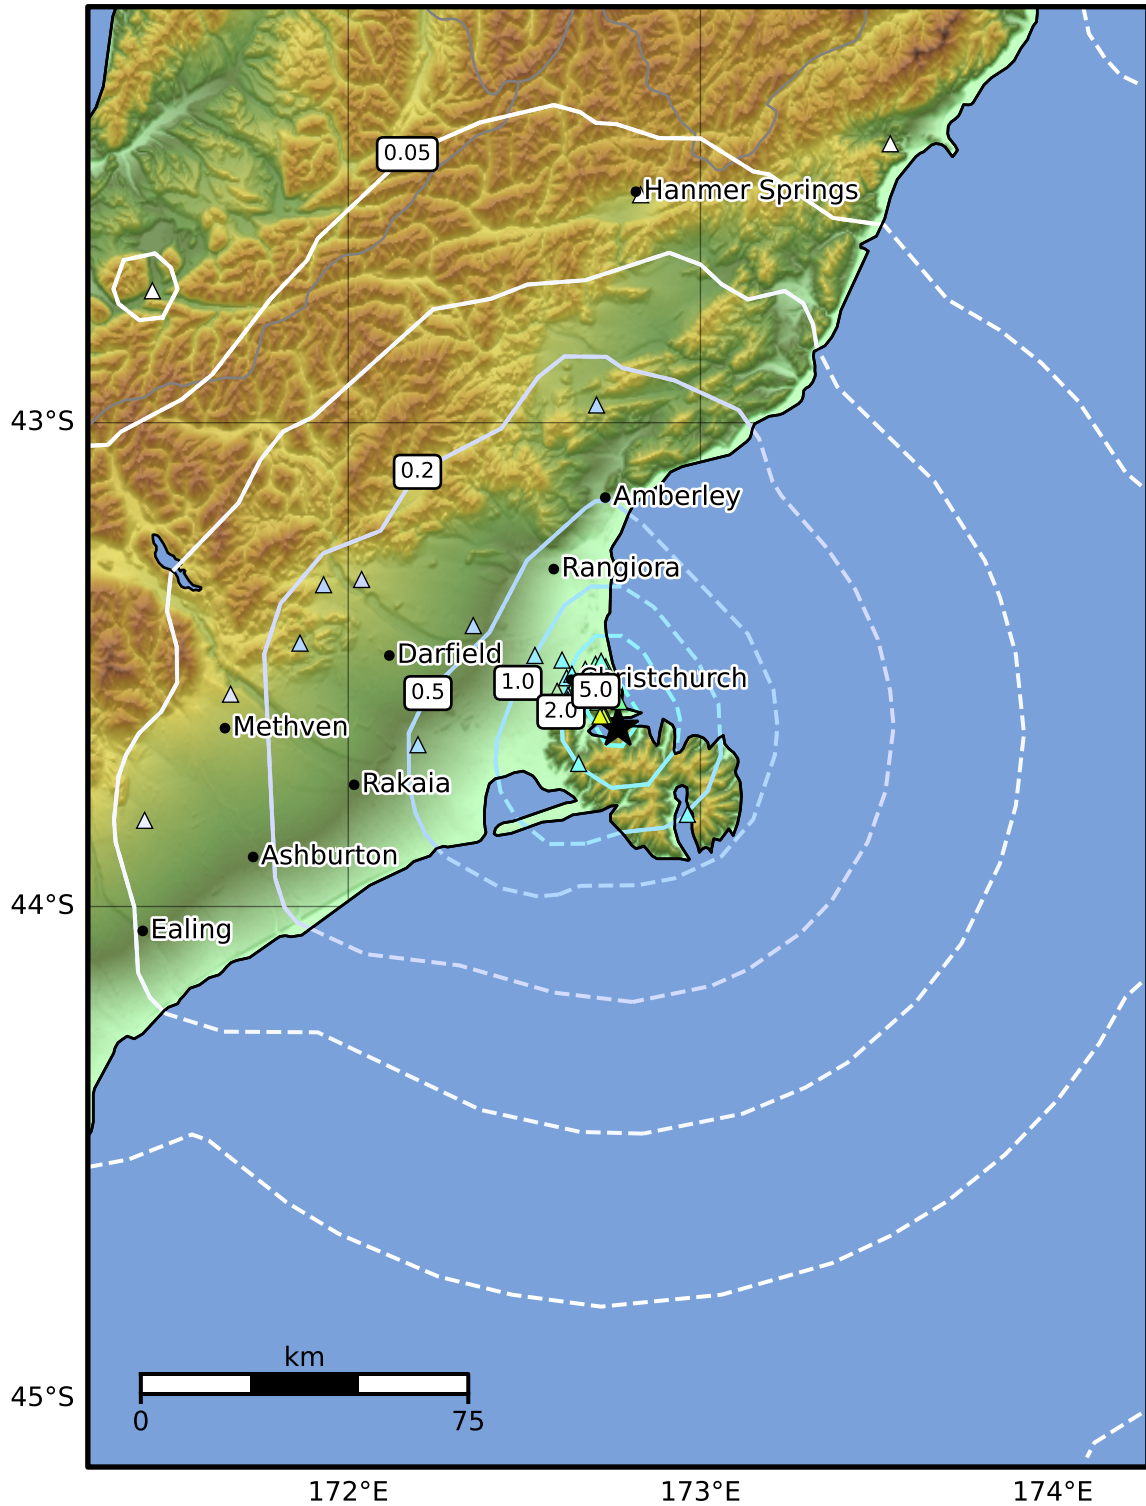 0.05
Hanmer Springs
43°S
0.2
Amberley
Rangiora
Darfield
Christchurch
1.0
0.5
5.0
2.0
Methven
Rakaia
Ashburton
44°S
Ealing
km
45°S
0
75
172°E
173°E
174°E